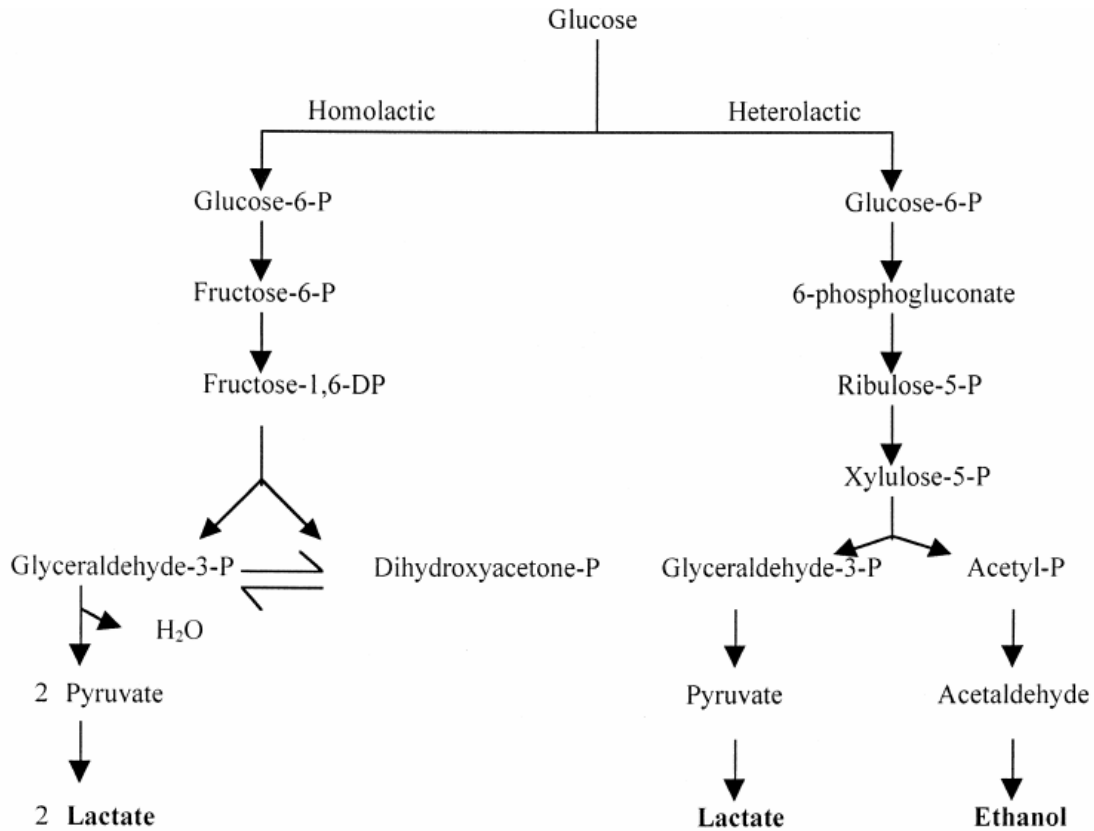 Glucose
Homolactic
Heterolactic
Glucose-6-P
Glucose-6-P
Fructose-6-P
6-phosphogluconate
Fructose-1,6-DP
Ribulose-5-P
Xylulose-5-P
Glyceraldehyde-3-P
Dihydroxyacetone-P
Glyceraldehyde-3-P
Acetyl-P
H₂O
2 Pyruvate
Pyruvate
Acetaldehyde
2 Lactate
Lactate
Ethanol